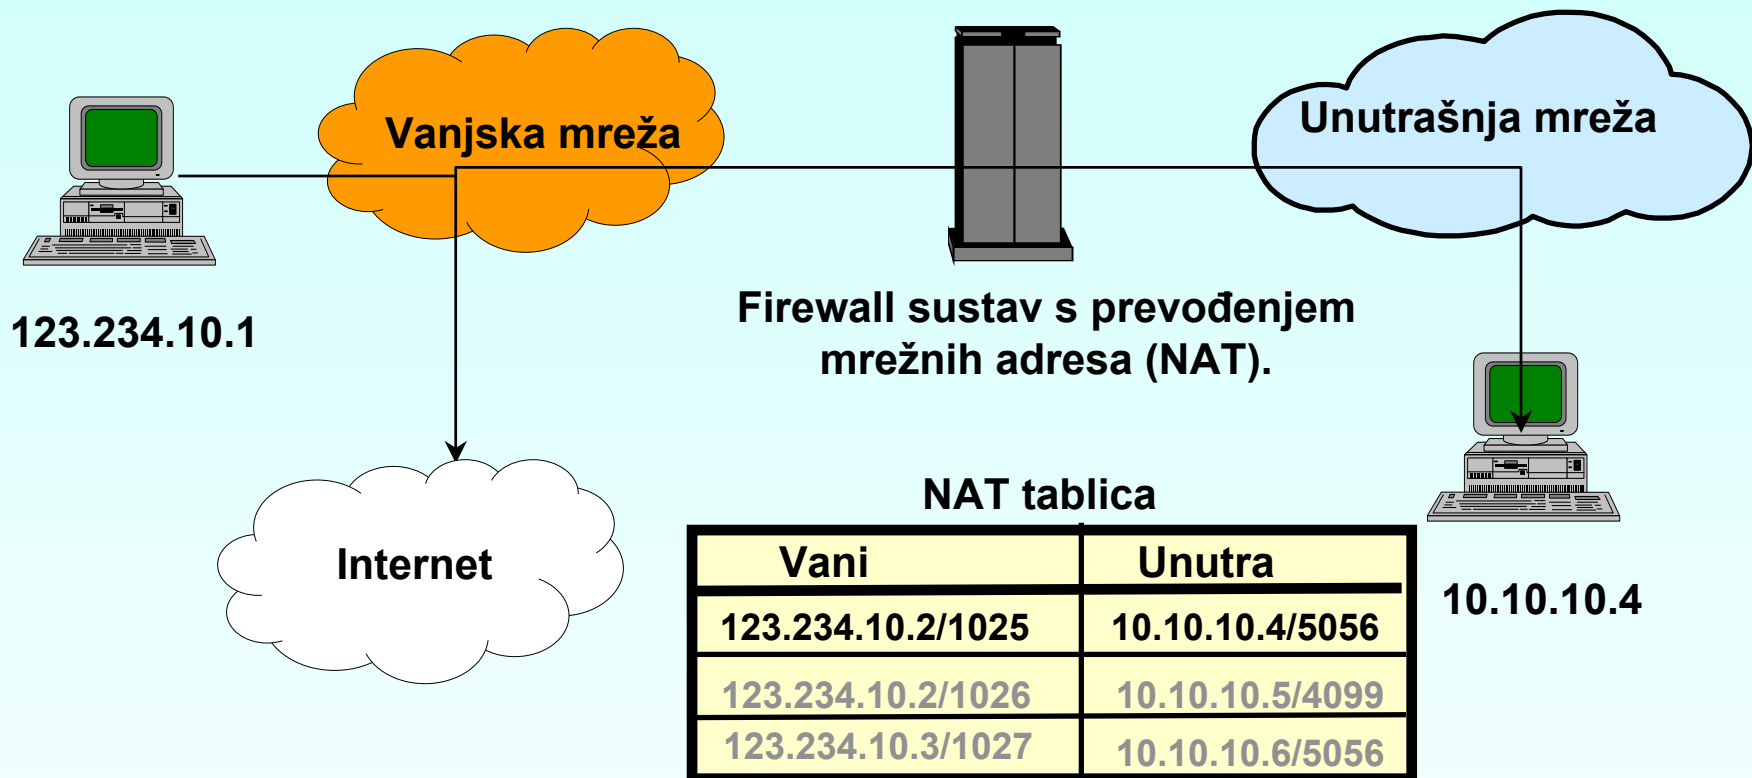 Vanjska mreža
Unutrašnja mreža
123.234.10.1
Firewall sustav s prevođenjem
mrežnih adresa (NAT).
Internet
10.10.10.4
NAT tablica
Vani Unutra
123.234.10.2/1025 10.10.10.4/5056
123.234.10.2/1026 10.10.10.5/4099
123.234.10.3/1027 10.10.10.6/5056